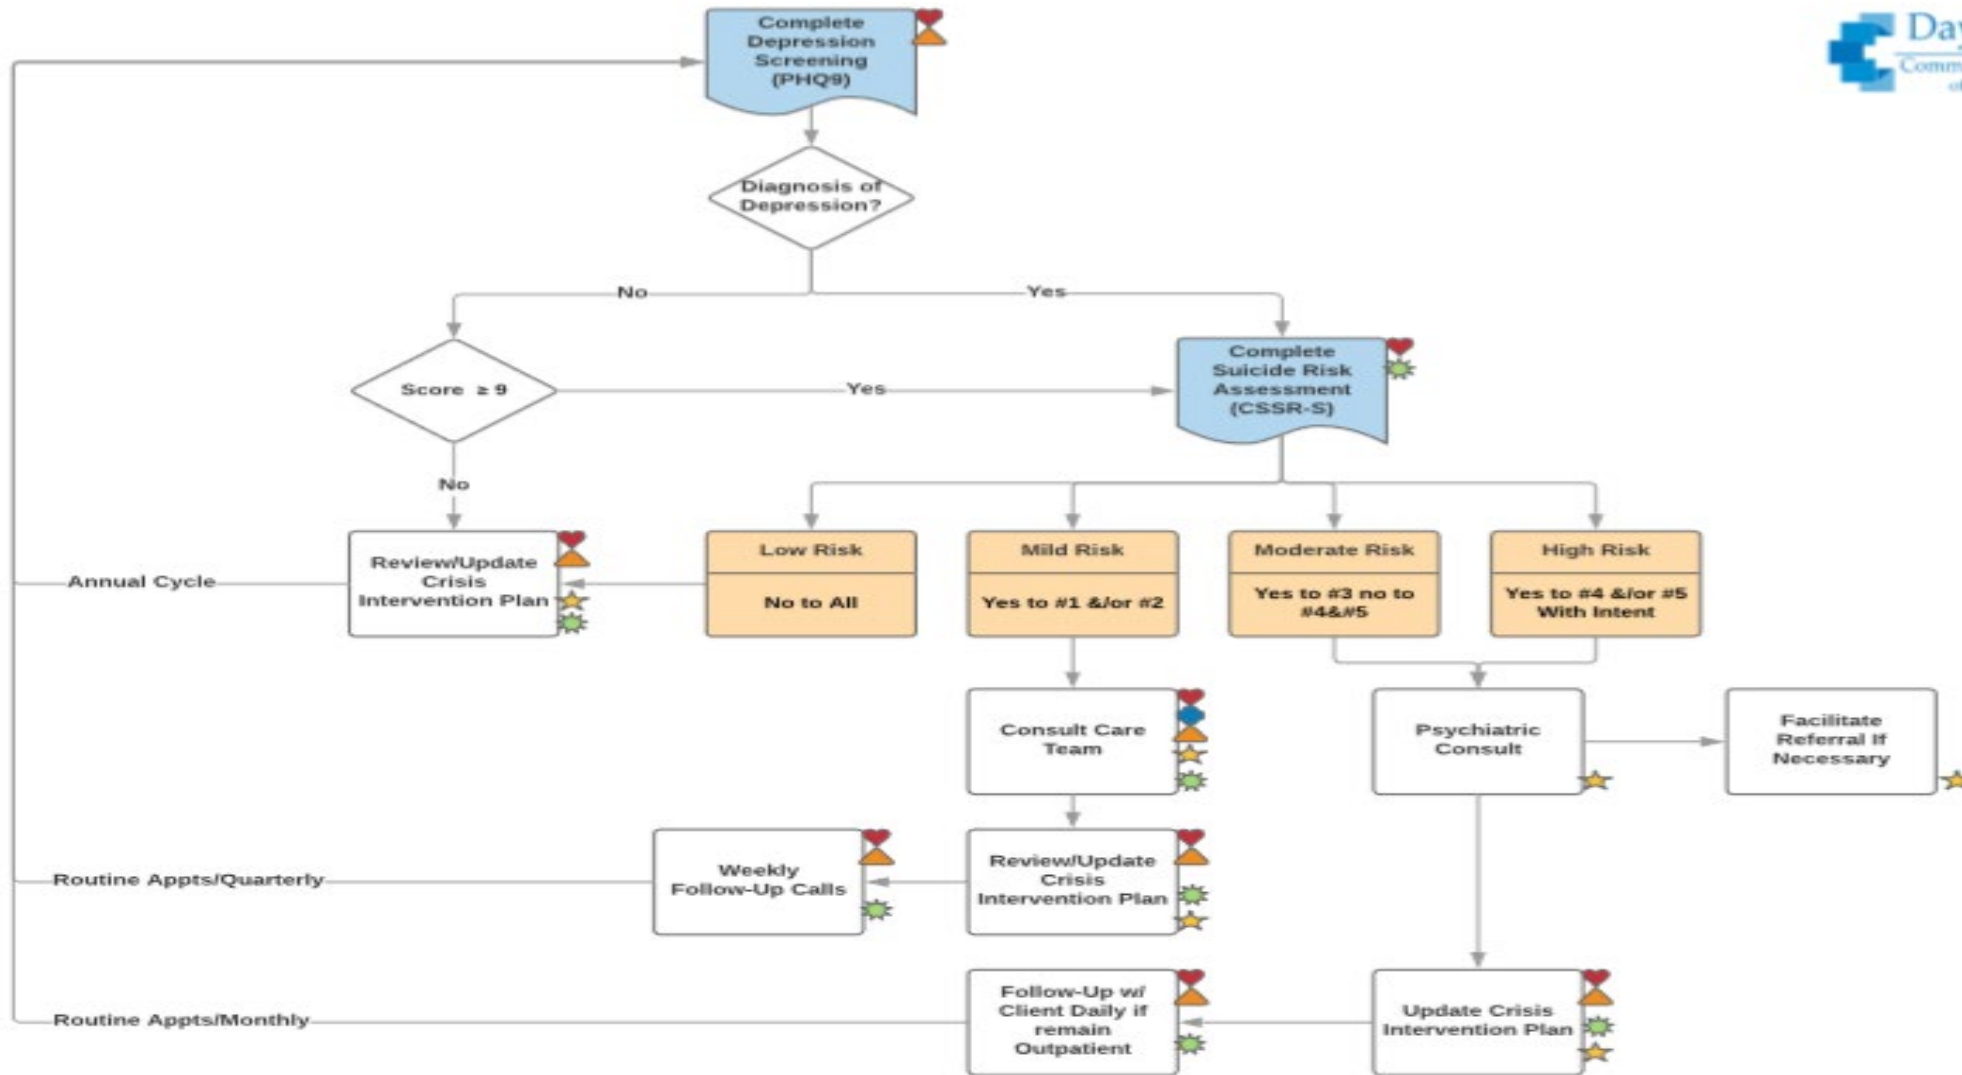 Complete
Depression
Screening
(PHQ9)
Diagnosis of
Depression?
No
Yes
Score ≥ 9
Yes
Complete
Suicide Risk
Assessment
(CSSR-S)
No
Annual Cycle
Review/Update
Crisis
Intervention Plan
Low Risk
No to All
Mild Risk
Yes to #1 &/or #2
Moderate Risk
Yes to #3 no to
#4&#5
High Risk
Yes to #4 &/or #5
With Intent
Consult Care
Team
Psychiatric
Consult
Facilitate
Referral If
Necessary
Routine Appts/Quarterly
Weekly
Follow-Up Calls
Review/Update
Crisis
Intervention Plan
Routine Appts/Monthly
Follow-Up w/
Client Daily if
remain
Outpatient
Update Crisis
Intervention Plan